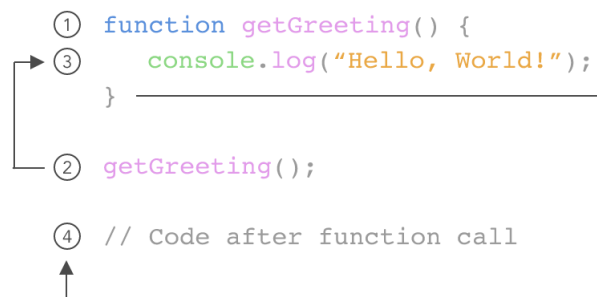 ① function getGreeting() {
③ console.log(“Hello, World!”);
}
② getGreeting();
④ // Code after function call